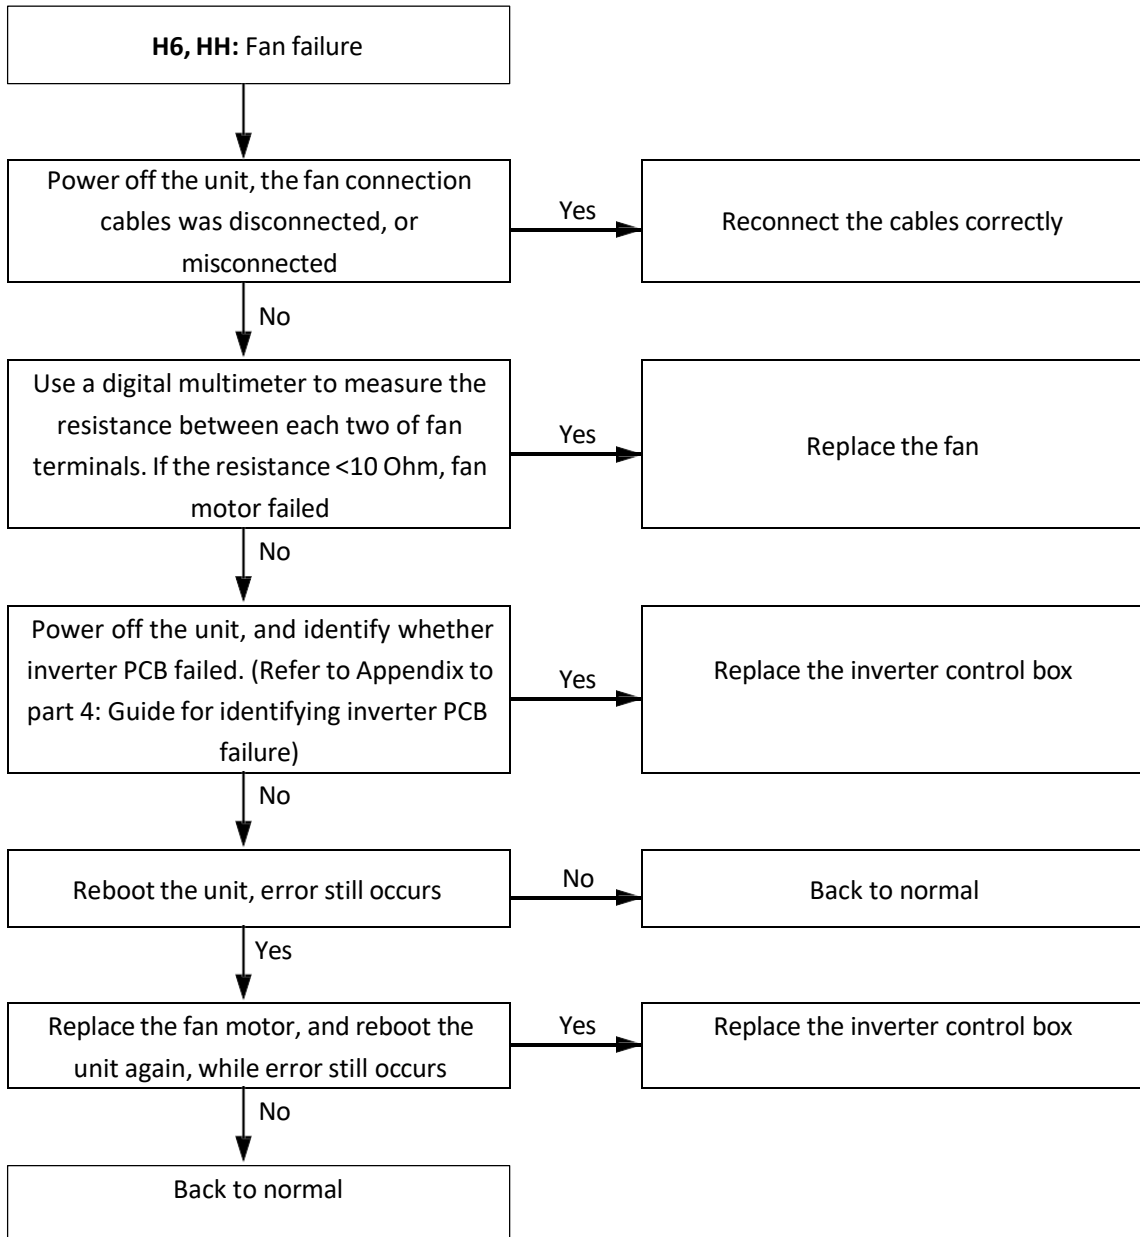 H6, HH: Fan failure
Power off the unit, the fan connection
cables was disconnected, or
misconnected
Yes
Reconnect the cables correctly
No
Use a digital multimeter to measure the
resistance between each two of fan
terminals. If the resistance <10 Ohm, fan
motor failed
Yes
Replace the fan
No
Power off the unit, and identify whether
inverter PCB failed. (Refer to Appendix to
part 4: Guide for identifying inverter PCB
failure)
Yes
Replace the inverter control box
No
Reboot the unit, error still occurs
No
Back to normal
Yes
Replace the fan motor, and reboot the
unit again, while error still occurs
Yes
Replace the inverter control box
No
Back to normal